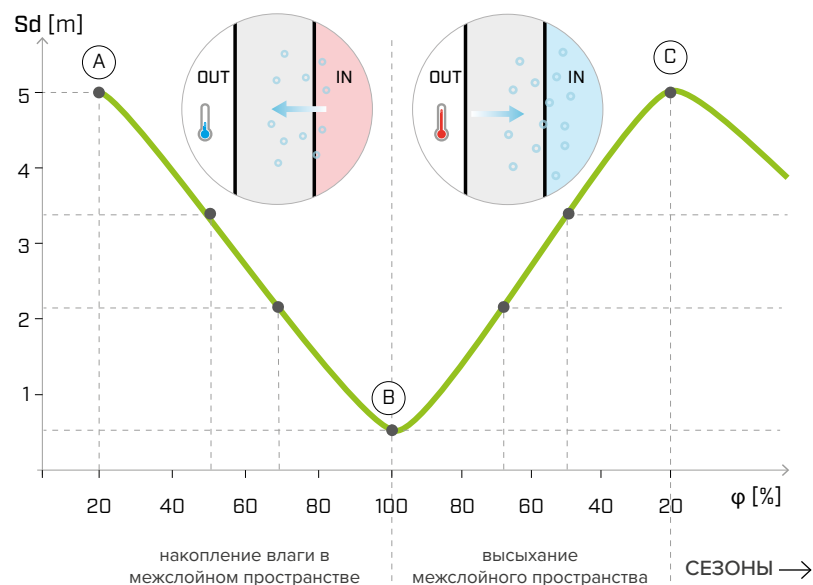 Sd [m]
A
C
OUT
IN
OUT
IN
5
4
3
2
1
B
20
40
60
80
100
80
60
40
20
φ [%]
накопление влаги в
межслойном пространстве
высыхание
межслойного пространства
СЕЗОНЫ